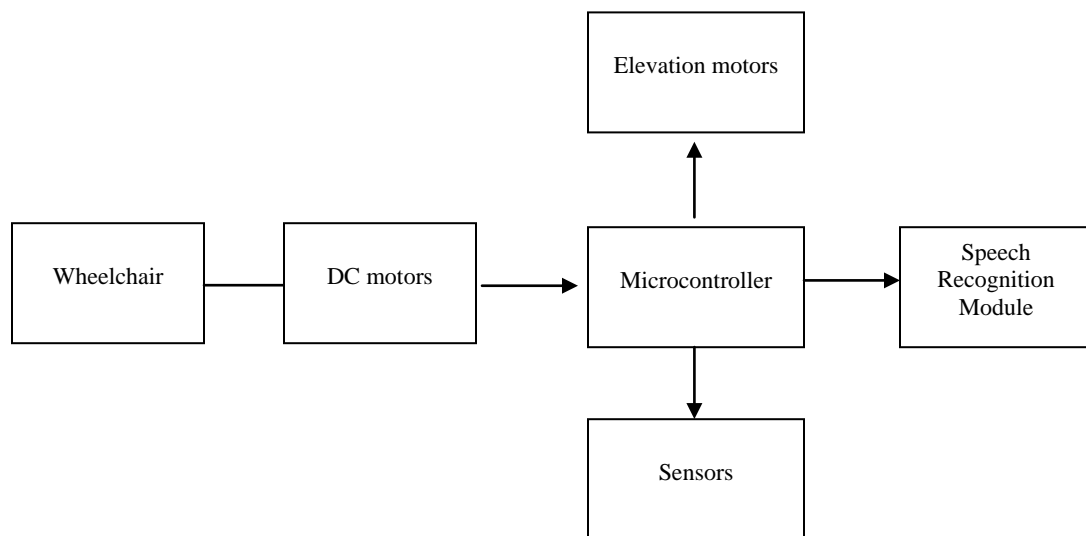 Elevation motors
Wheelchair
DC motors
Microcontroller
Speech
Recognition
Module
Sensors